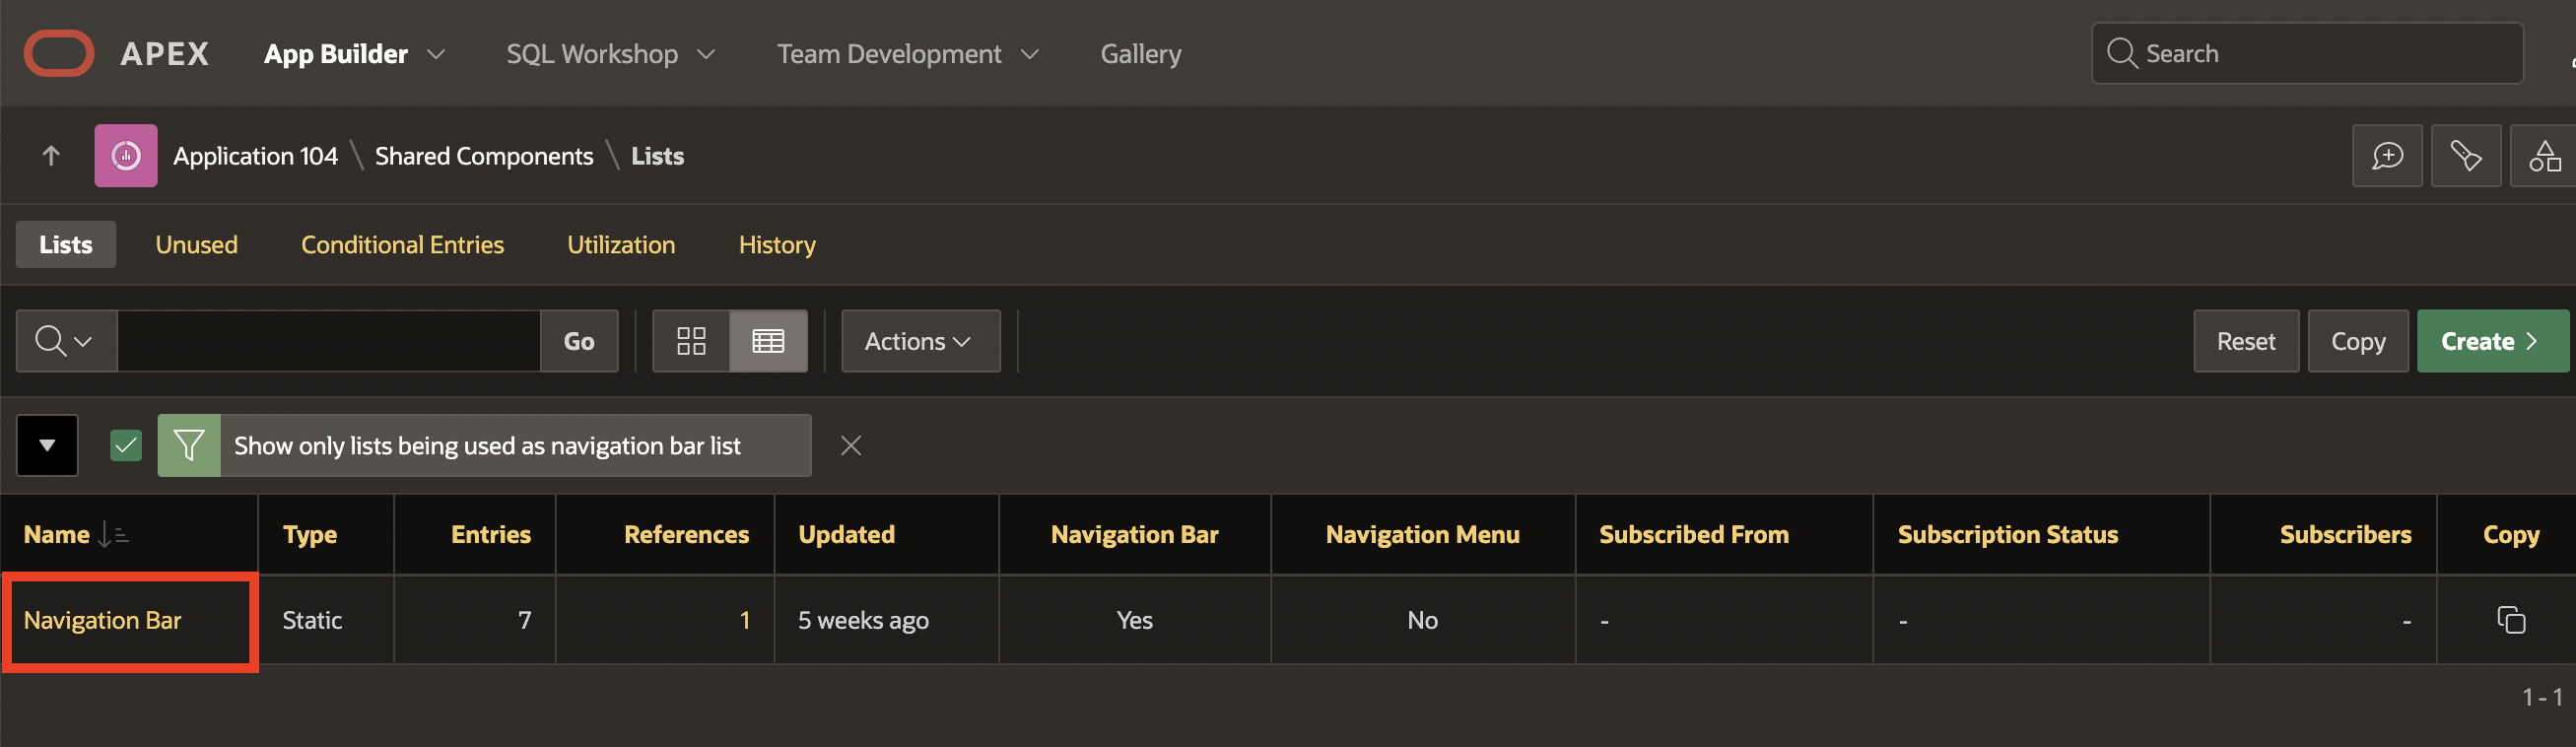 APEX App Builder SQL Workshop Team Development Gallery Search
Application 104 \ Shared Components \ Lists
Lists Unused Conditional Entries Utilization History
Go Actions Reset Copy Create
Show only lists being used as navigation bar list
Name Type Entries References Updated Navigation Bar Navigation Menu Subscribed From Subscription Status Subscribers Copy
Navigation Bar Static 7 1 5 weeks ago Yes No - - -
1 - 1